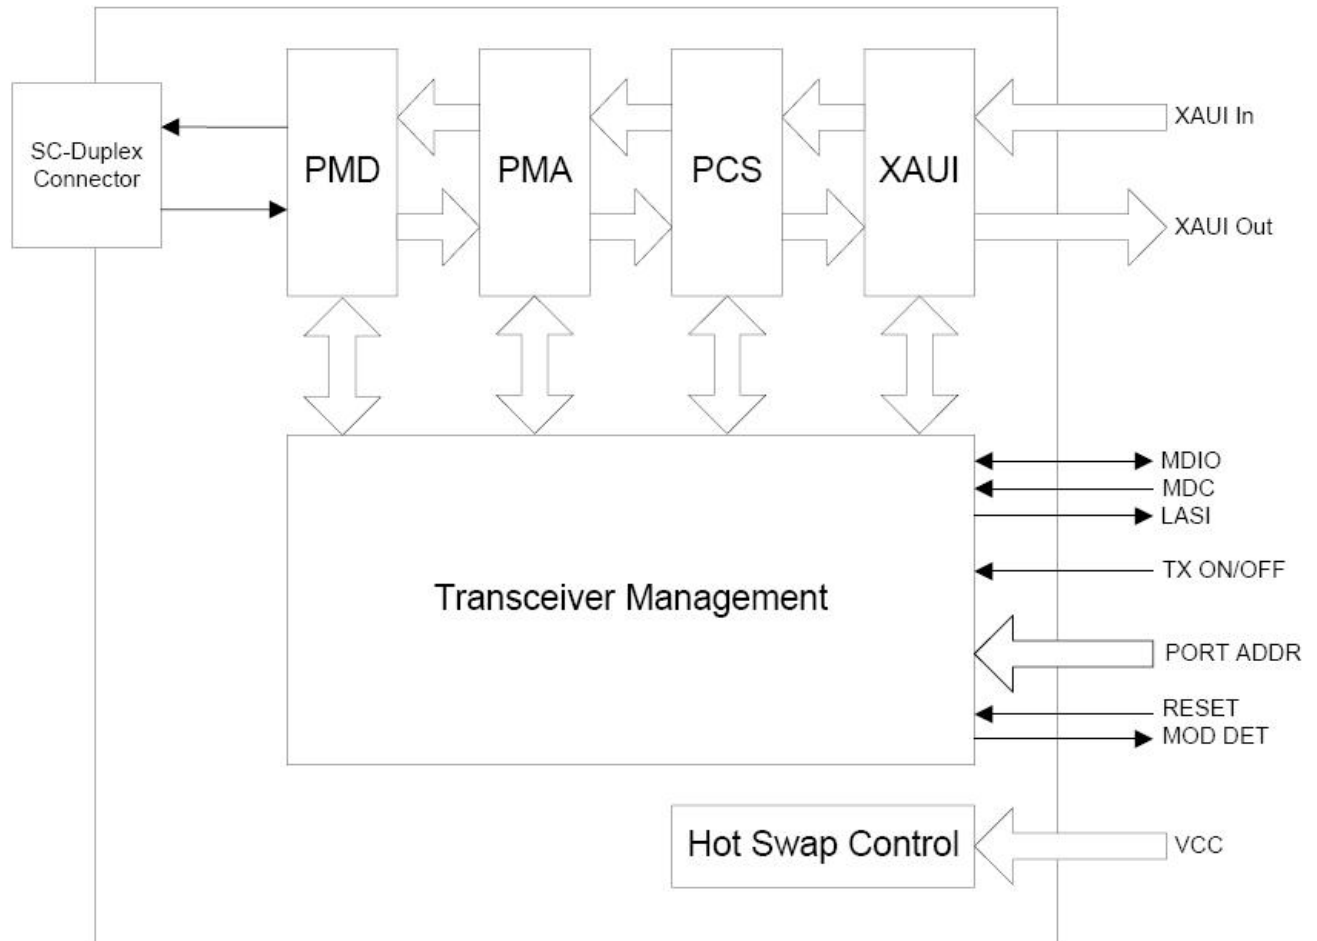 XAUI In
SC-Duplex
Connector
PMD
PMA
PCS
XAUI
XAUI Out
MDIO
MDC
LASI
TX ON/OFF
Transceiver Management
PORT ADDR
RESET
MOD DET
Hot Swap Control
VCC